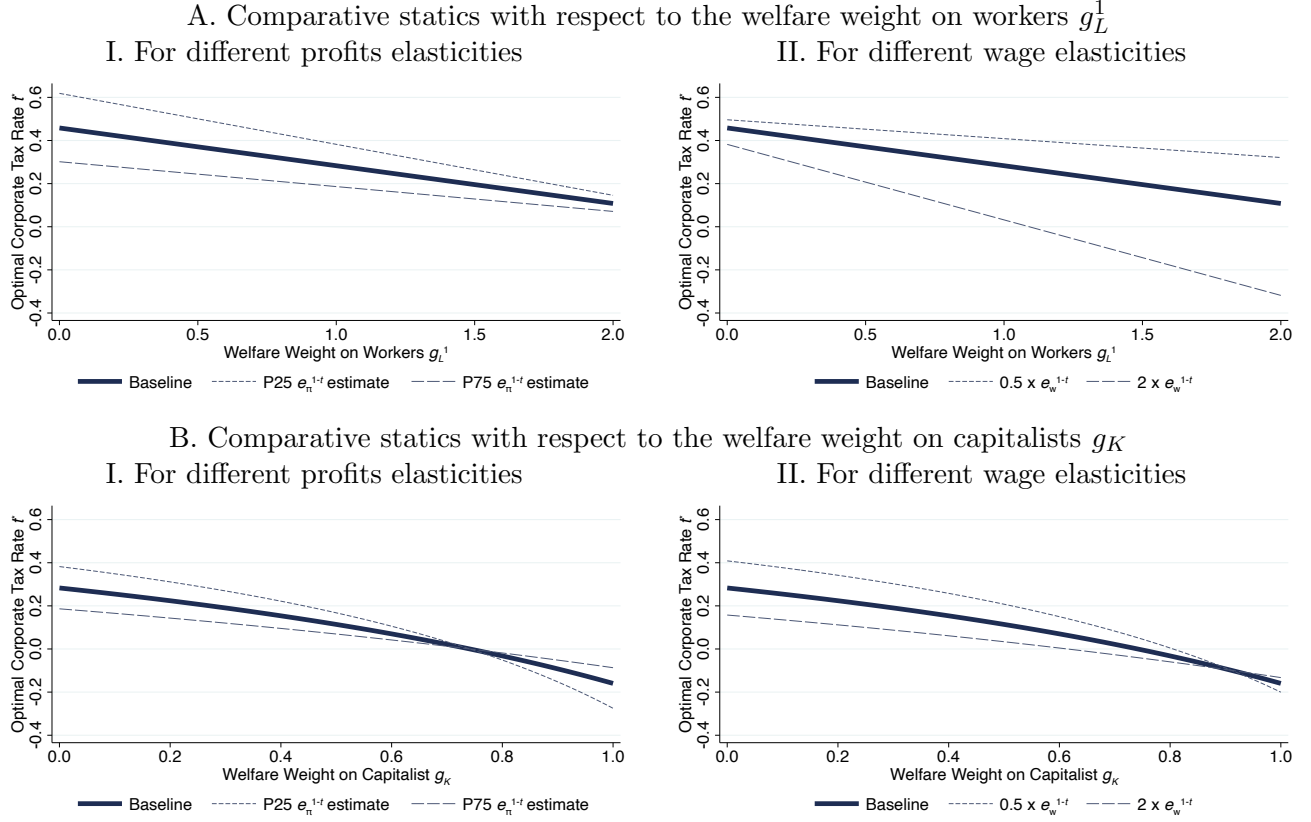 A. Comparative statics with respect to the welfare weight on workers g_L^1
I. For different profits elasticities
II. For different wage elasticities
Optimal Corporate Tax Rate t*
0.6
0.4
0.2
0.0
-0.2
-0.4
0.0 0.5 1.0 1.5 2.0
Welfare Weight on Workers g_L^1
Baseline P25 e_π^{1-t} estimate P75 e_π^{1-t} estimate
Optimal Corporate Tax Rate t*
0.6
0.4
0.2
0.0
-0.2
-0.4
0.0 0.5 1.0 1.5 2.0
Welfare Weight on Workers g_L^1
Baseline 0.5 x e_w^{1-t} 2 x e_w^{1-t}
B. Comparative statics with respect to the welfare weight on capitalists g_K
I. For different profits elasticities
II. For different wage elasticities
Optimal Corporate Tax Rate t*
0.6
0.4
0.2
0.0
-0.2
-0.4
0.0 0.2 0.4 0.6 0.8 1.0
Welfare Weight on Capitalist g_K
Baseline P25 e_π^{1-t} estimate P75 e_π^{1-t} estimate
Optimal Corporate Tax Rate t*
0.6
0.4
0.2
0.0
-0.2
-0.4
0.0 0.2 0.4 0.6 0.8 1.0
Welfare Weight on Capitalist g_K
Baseline 0.5 x e_w^{1-t} 2 x e_w^{1-t}